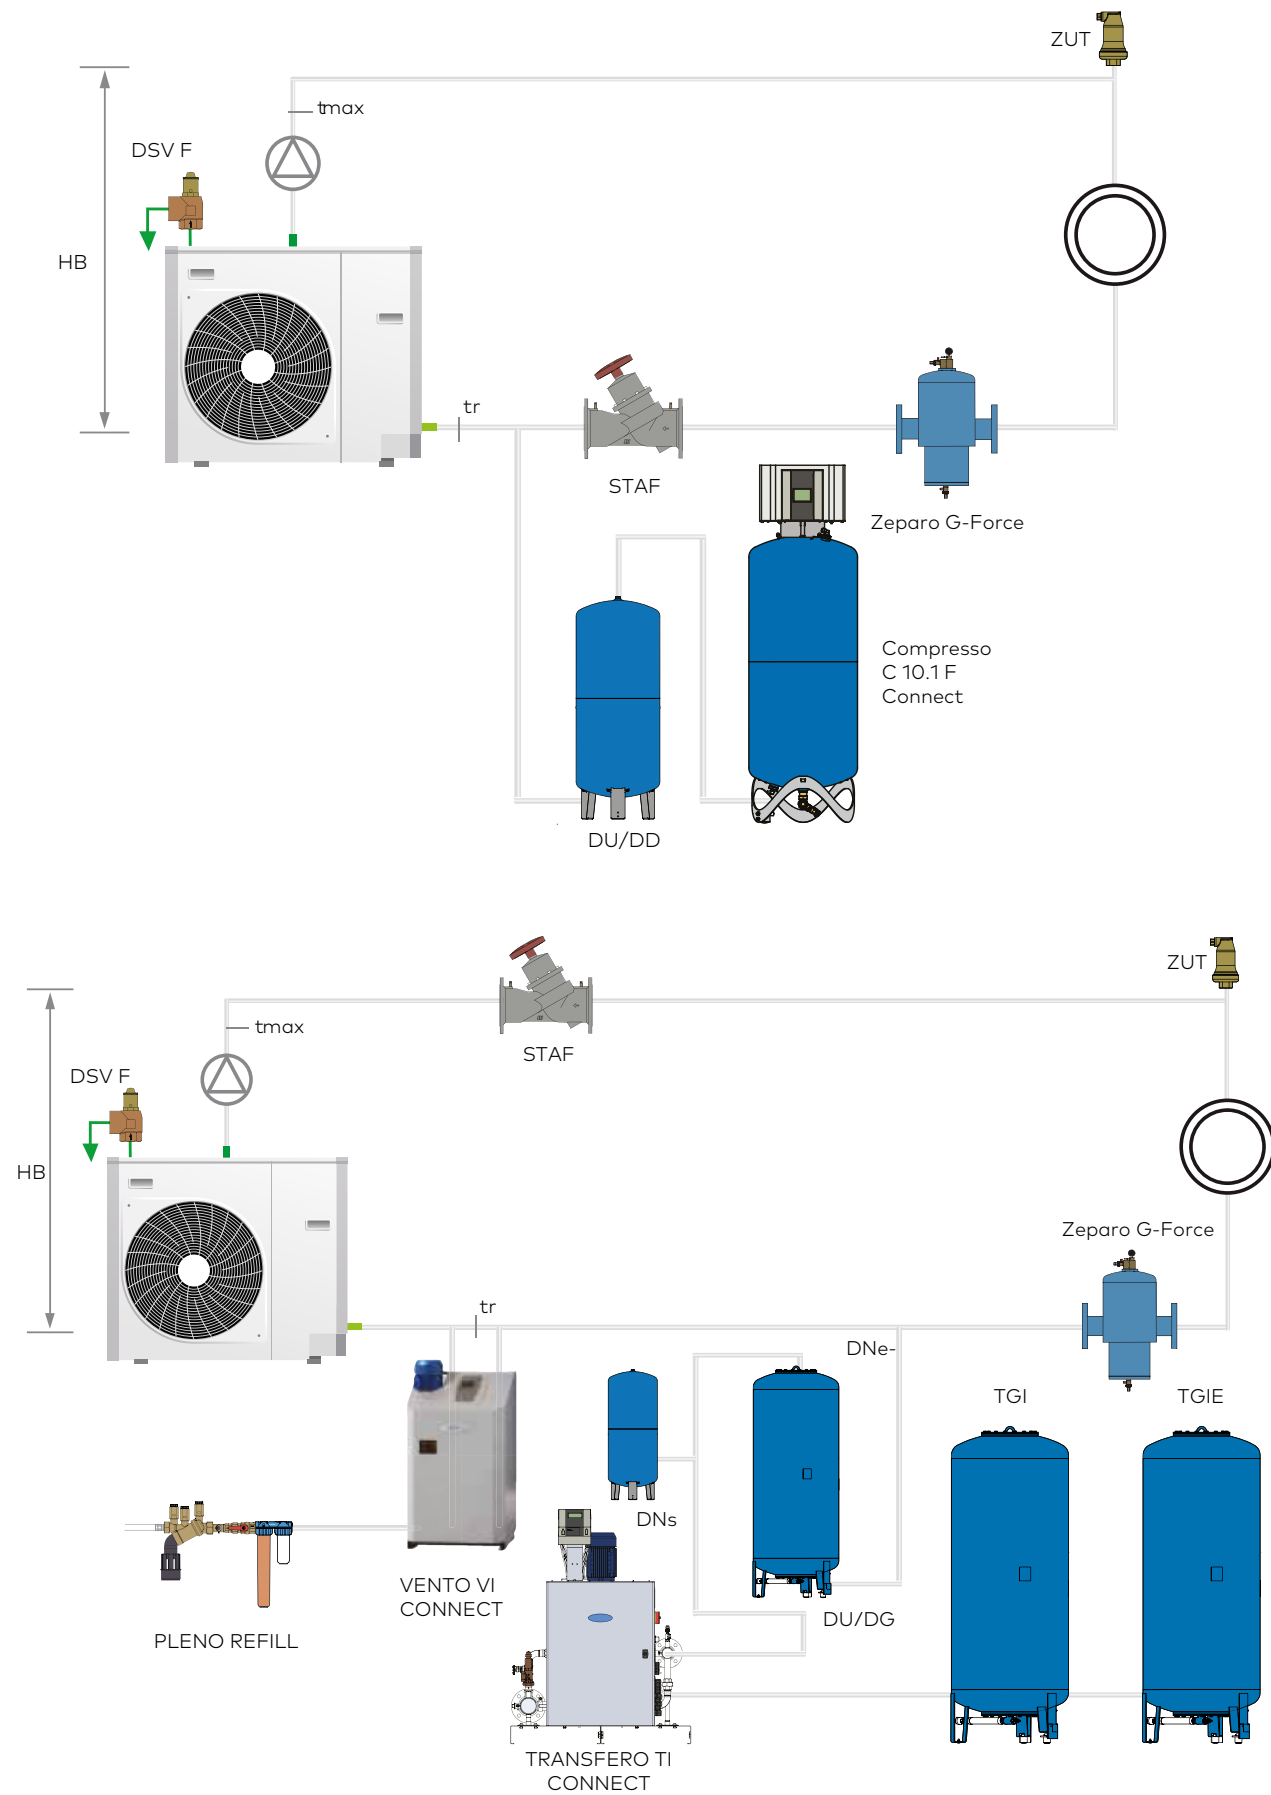 ZUT
tmax
DSV F
HB
tr
STAF
Zeparo G-Force
Compresso
C 10.1 F
Connect
DU/DD
ZUT
tmax
STAF
DSV F
HB
Zeparo G-Force
tr
DNe-
TGI
TGIE
DNs
VENTO VI
CONNECT
DU/DG
PLENO REFILL
TRANSFERO TI
CONNECT